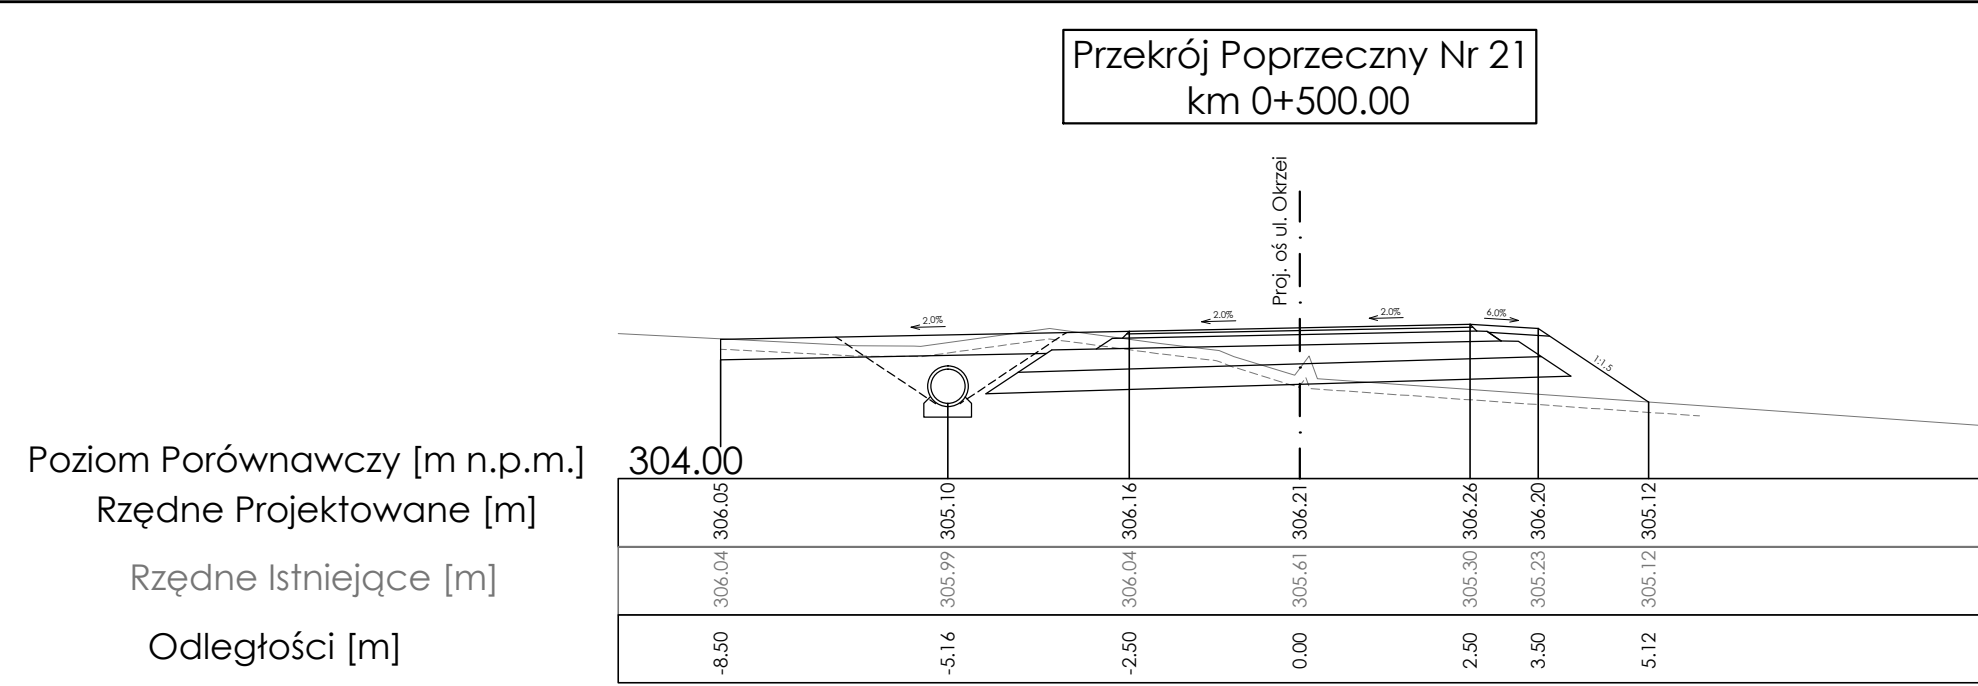 Przekrój Poprzeczny Nr 21
km 0+500.00
Proj. oś ul. Okrzei
2.0%
2.0%
2.0%
6.0%
1:1.5
Poziom Porównawczy [m n.p.m.] 304.00
Rzędne Projektowane [m] 306.05 305.10 306.16 306.21 306.26 306.20 305.12
Rzędne Istniejące [m] 306.04 305.99 306.04 305.61 305.30 305.23 305.12
Odległości [m] -8.50 -5.16 -2.50 0.00 2.50 3.50 5.12